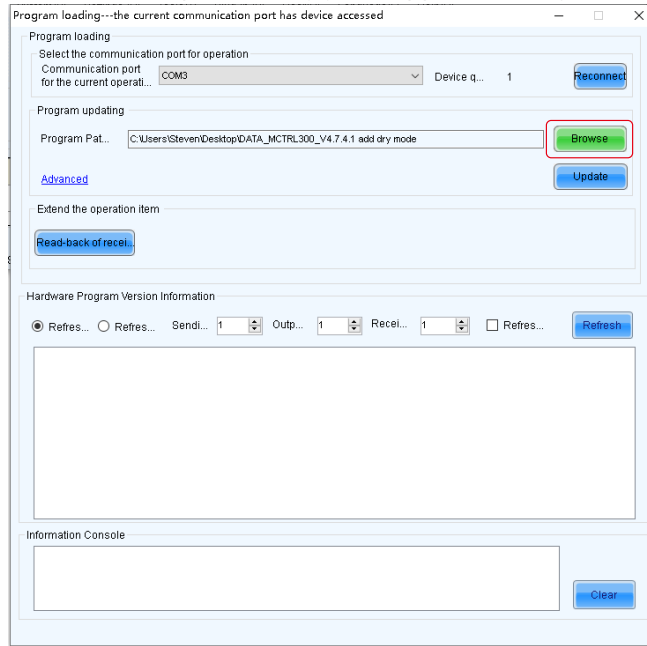 Program loading---the current communication port has device accessed
Program loading
Select the communication port for operation
Communication port
for the current operati... COM3 Device q... 1 Reconnect
Program updating
Program Pat... C:\Users\Steven\Desktop\DATA_MCTRL300_V4.7.4.1 add dry mode Browse
Advanced Update
Extend the operation item
Read-back of recei...
Hardware Program Version Information
Refres... Refres... Sendi... 1 Outp... 1 Recei... 1 Refres... Refresh
Information Console
Clear